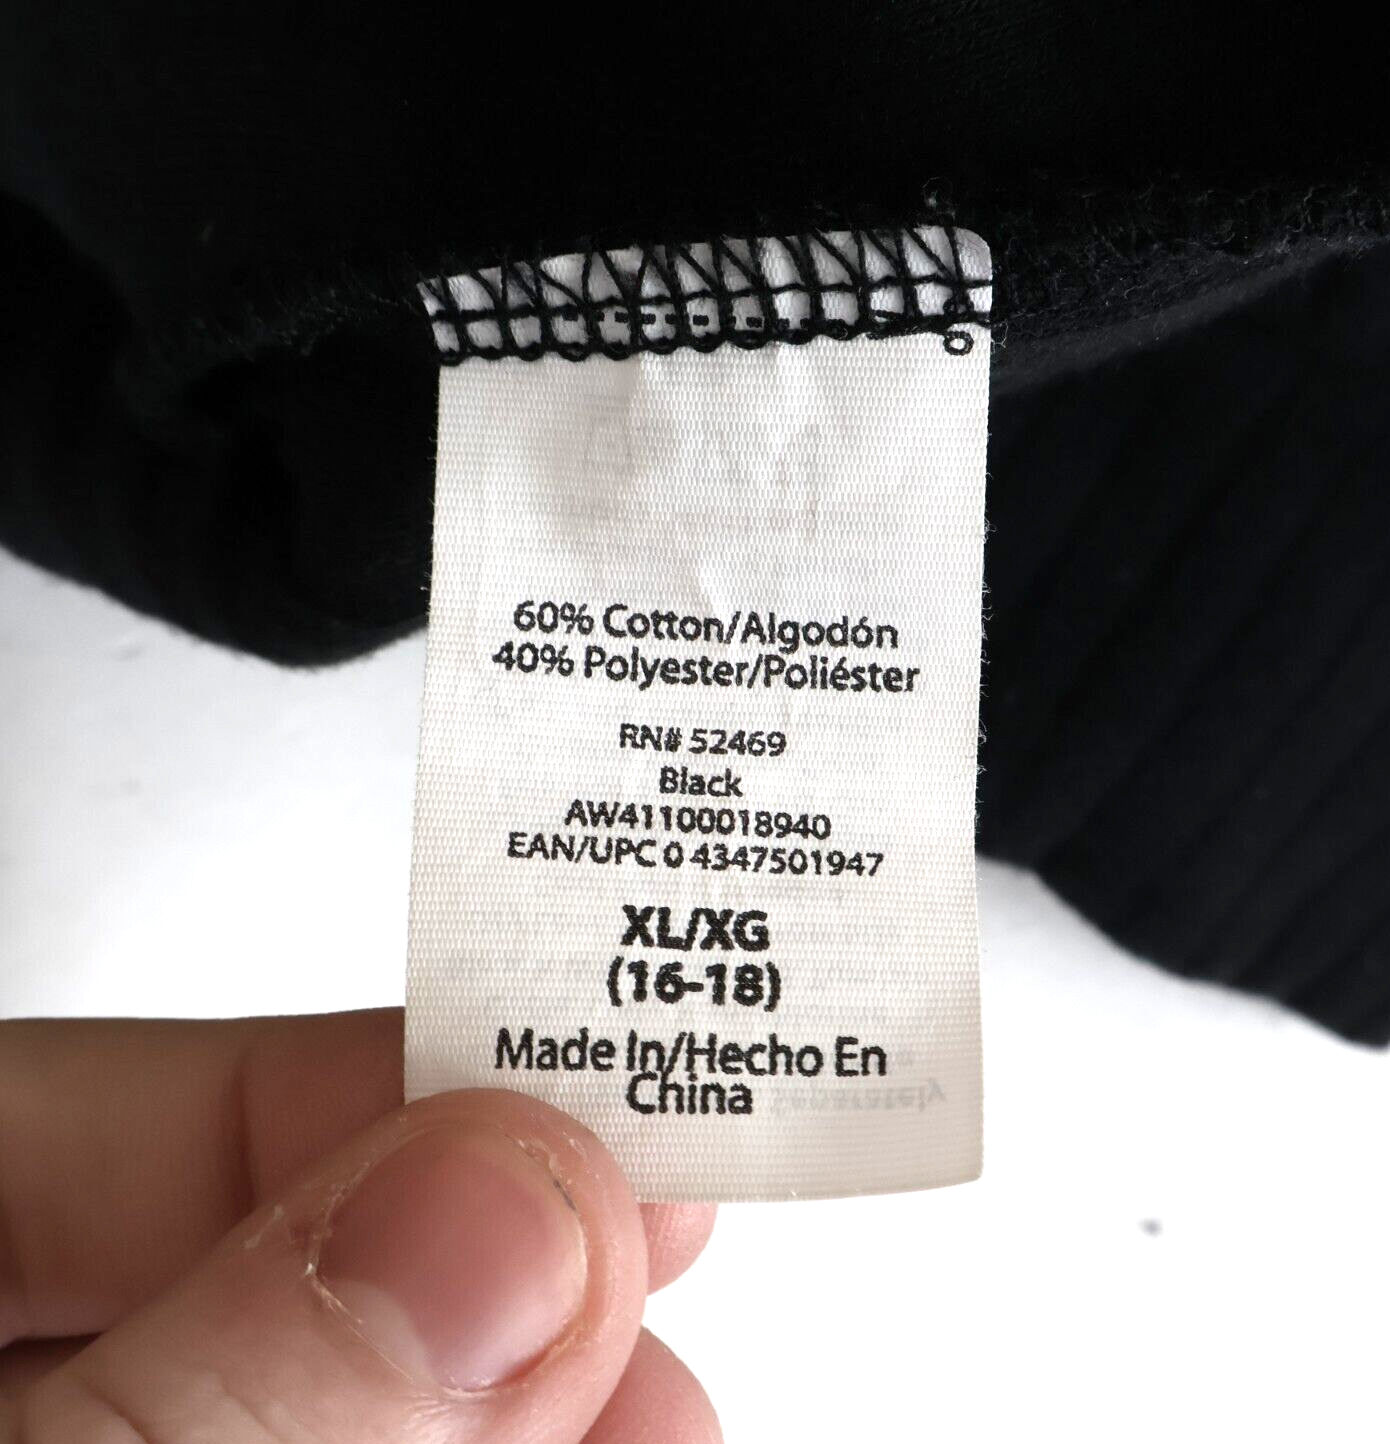 60% Cotton/Algodón
40% Polyester/Poliéster
RN# 52469
Black
AW41100018940
EAN/UPC 0 4347501947
XL/XG
(16-18)
Made In/Hecho En
China
Separately